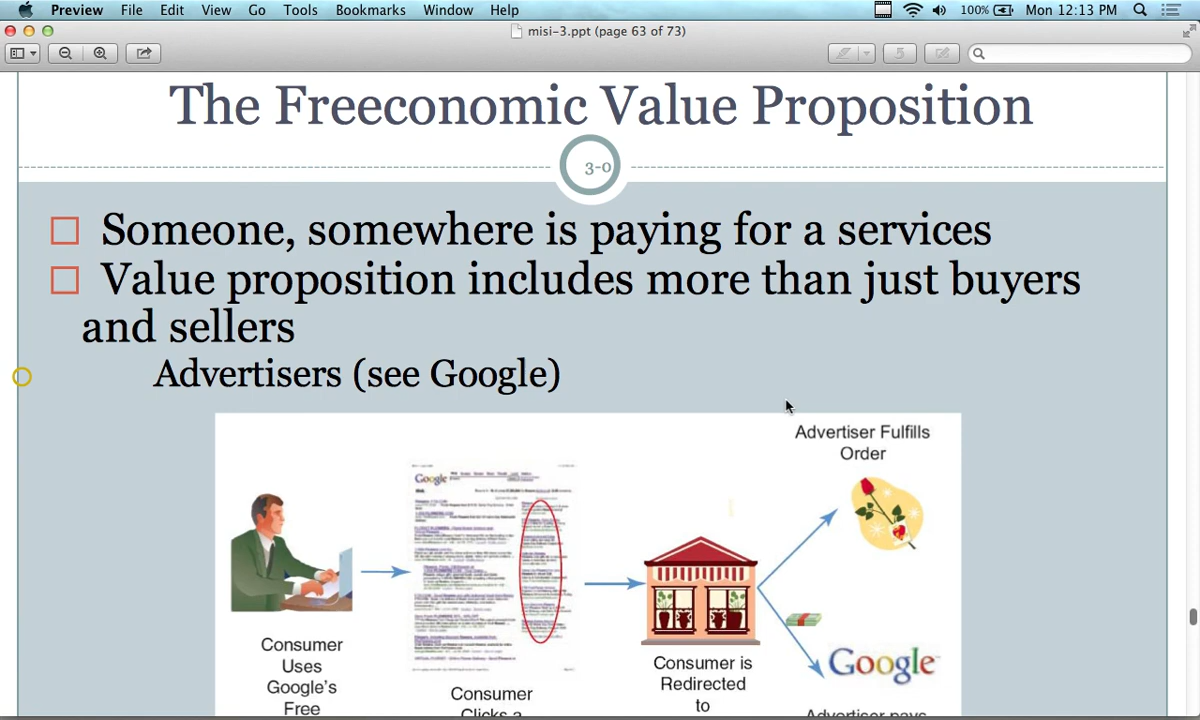 Preview File Edit View Go Tools Bookmarks Window Help 100% Mon 12:13 PM
misi-3.ppt (page 63 of 73)
The Freeconomic Value Proposition
3-0
Someone, somewhere is paying for a services
Value proposition includes more than just buyers
and sellers
Advertisers (see Google)
Advertiser Fulfills
Order
Google
Consumer
Uses
Google's
Free
Consumer
Clicks a
Consumer is
Redirected
to
Google
Advertiser pays